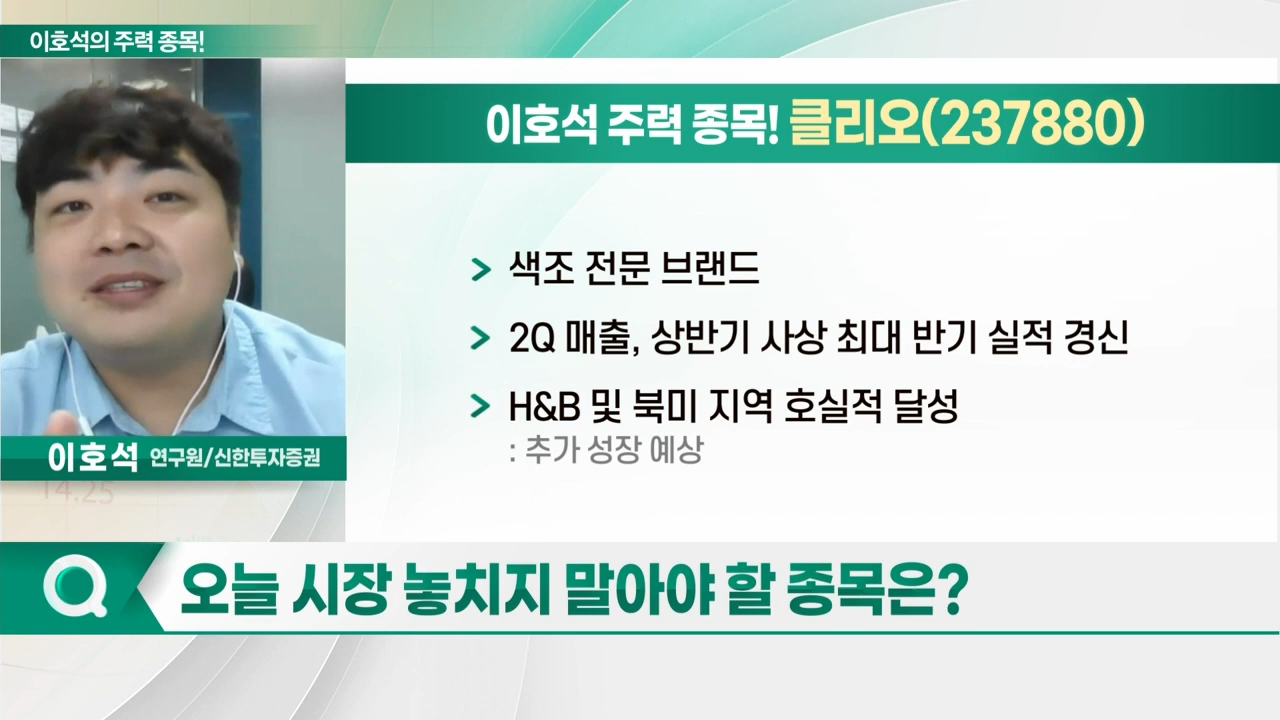 이호석의 주력 종목!
이호석 주력 종목! 클리오(237880)
> 색조 전문 브랜드
> 2Q 매출, 상반기 사상 최대 반기 실적 경신
> H&B 및 북미 지역 호실적 달성
: 추가 성장 예상
이호석 연구원/신한투자증권
14.25
Q 오늘 시장 놓치지 말아야 할 종목은?